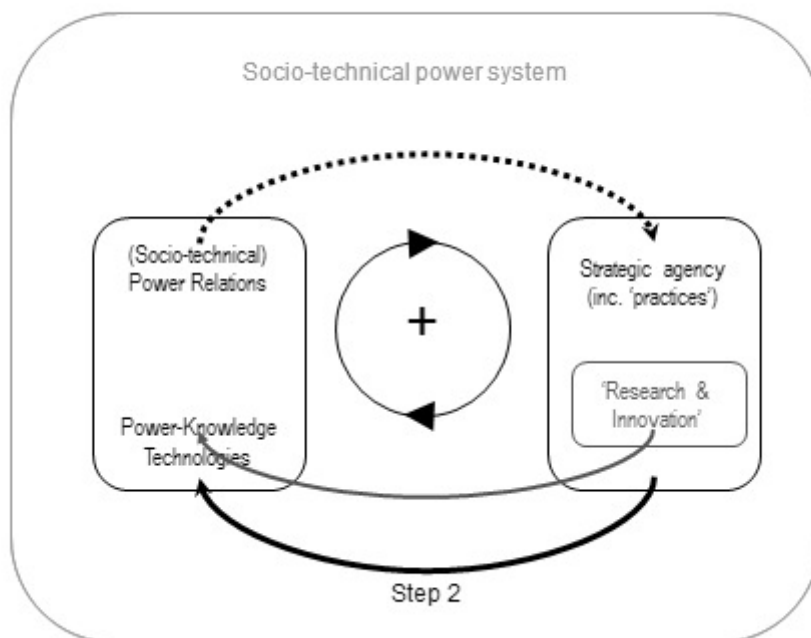 Socio-technical power system
(Socio-technical)
Power Relations
Strategic agency
(inc. 'practices')
+
'Research &
Innovation'
Power-Knowledge
Technologies
Step 2